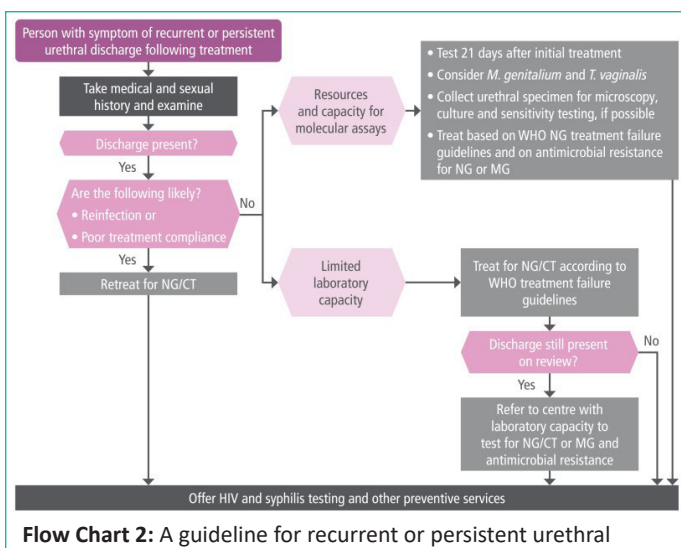 Person with symptom of recurrent or persistent
urethral discharge following treatment
Take medical and sexual
history and examine
Discharge present?
Yes
Are the following likely?
• Reinfection or
• Poor treatment compliance
No
Yes
Retreat for NG/CT
Resources
and capacity for
molecular assays
• Test 21 days after initial treatment
• Consider M. genitalium and T. vaginalis
• Collect urethral specimen for microscopy,
culture and sensitivity testing, if possible
• Treat based on WHO NG treatment failure
guidelines and on antimicrobial resistance
for NG or MG
Limited
laboratory
capacity
Treat for NG/CT according to
WHO treatment failure
guidelines
Discharge still present
on review?
No
Yes
Refer to centre with
laboratory capacity to
test for NG/CT or MG and
antimicrobial resistance
Offer HIV and syphilis testing and other preventive services
Flow Chart 2: A guideline for recurrent or persistent urethral